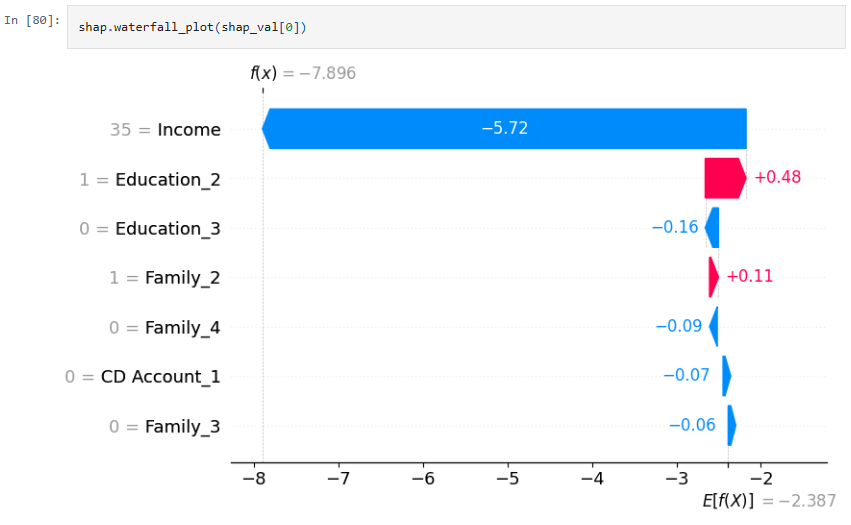 In [80]: shap.waterfall_plot(shap_val[0])
f(x) = −7.896
35 = Income −5.72
1 = Education_2 +0.48
0 = Education_3 −0.16
1 = Family_2 +0.11
0 = Family_4 −0.09
0 = CD Account_1 −0.07
0 = Family_3 −0.06
−8 −7 −6 −5 −4 −3 −2
E[f(X)] = −2.387